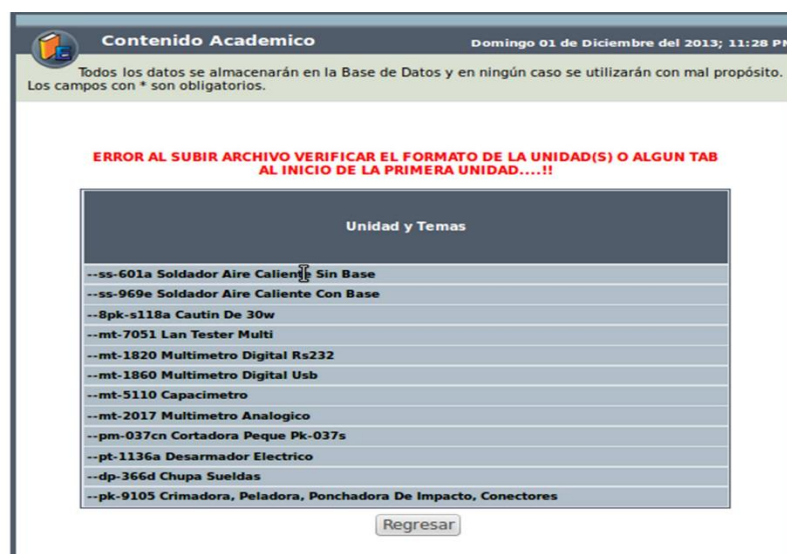 Contenido Academico
Domingo 01 de Diciembre del 2013; 11:28 PM
Todos los datos se almacenarán en la Base de Datos y en ningún caso se utilizarán con mal propósito.
Los campos con * son obligatorios.
ERROR AL SUBIR ARCHIVO VERIFICAR EL FORMATO DE LA UNIDAD(S) O ALGUN TAB
AL INICIO DE LA PRIMERA UNIDAD....!!
Unidad y Temas
--ss-601a Soldador Aire Caliente Sin Base
--ss-969e Soldador Aire Caliente Con Base
--8pk-s118a Cautin De 30w
--mt-7051 Lan Tester Multi
--mt-1820 Multimetro Digital Rs232
--mt-1860 Multimetro Digital Usb
--mt-5110 Capacimetro
--mt-2017 Multimetro Analogico
--pm-037cn Cortadora Peque Pk-037s
--pt-1136a Desarmador Electrico
--dp-366d Chupa Sueldas
--pk-9105 Crimadora, Peladora, Ponchadora De Impacto, Conectores
Regresar